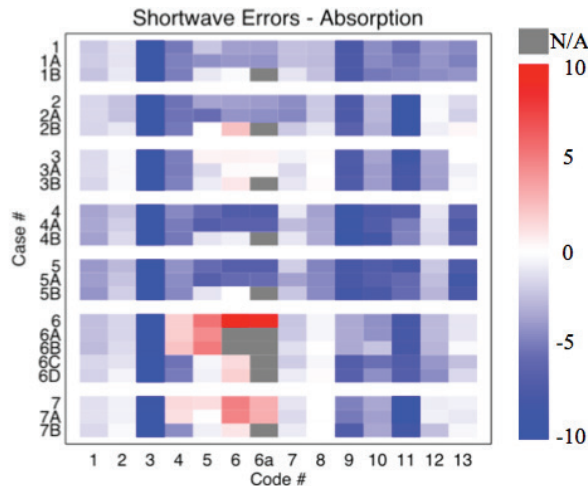 Shortwave Errors - Absorption
N/A
Case #
1
1A
1B
2
2A
2B
3
3A
3B
4
4A
4B
5
5A
5B
6
6A
6B
6C
6D
7
7A
7B
1 2 3 4 5 6 6a 7 8 9 10 11 12 13
Code #
10
5
0
-5
-10